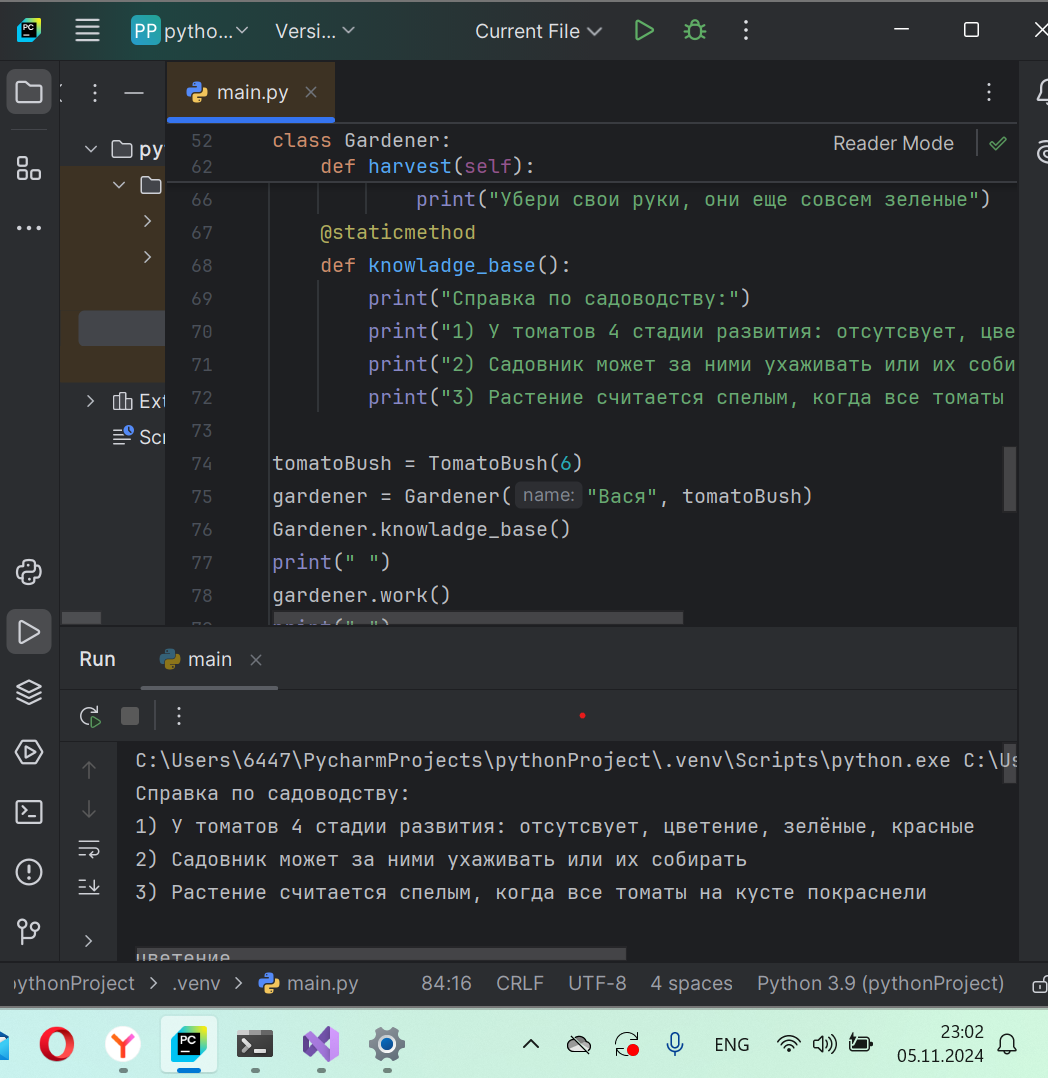 PC
PP pytho... Versi... Current File
main.py
52 class Gardener:
Reader Mode
62 def harvest(self):
66 print("Убери свои руки, они еще совсем зеленые")
67 @staticmethod
68 def knowladge_base():
69 print("Справка по садоводству:")
70 print("1) У томатов 4 стадии развития: отсутсвует, цве
71 print("2) Садовник может за ними ухаживать или их соби
72 print("3) Растение считается спелым, когда все томаты
73
74 tomatoBush = TomatoBush(6)
75 gardener = Gardener( name: "Вася", tomatoBush)
76 Gardener.knowladge_base()
77 print(" ")
78 gardener.work()
py
Ext
Scr
Run main
C:\Users\6447\PycharmProjects\pythonProject\.venv\Scripts\python.exe C:\Us
Справка по садоводству:
1) У томатов 4 стадии развития: отсутсвует, цветение, зелёные, красные
2) Садовник может за ними ухаживать или их собирать
3) Растение считается спелым, когда все томаты на кусте покраснели
цветение
pythonProject > .venv > main.py 84:16 CRLF UTF-8 4 spaces Python 3.9 (pythonProject)
PC
ENG
23:02
05.11.2024